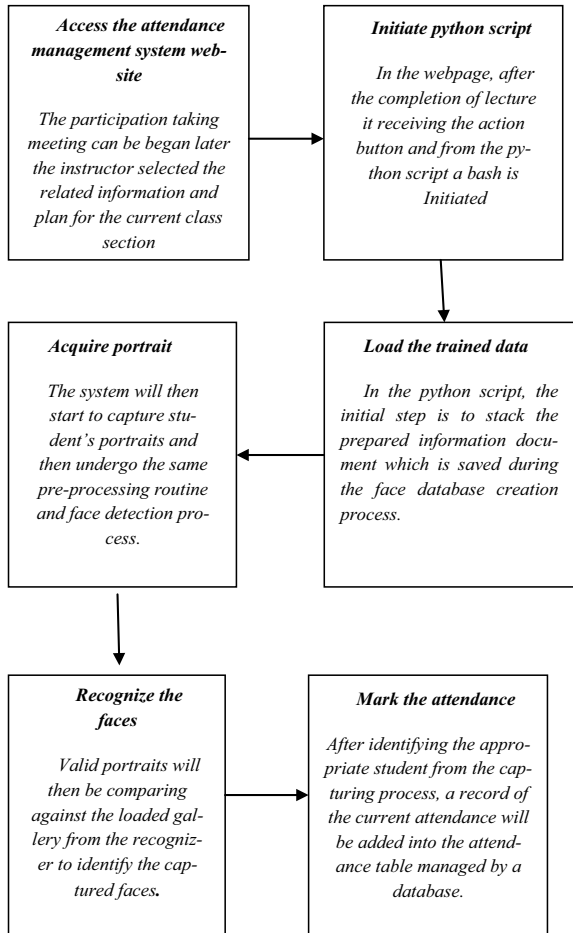 Access the attendance
management system web-
site
The participation taking
meeting can be began later
the instructor selected the
related information and
plan for the current class
section
Initiate python script
In the webpage, after
the completion of lecture
it receiving the action
button and from the py-
thon script a bash is
Initiated
Load the trained data
In the python script, the
initial step is to stack the
prepared information doc-
ument which is saved during
the face database creation
process.
Acquire portrait
The system will then
start to capture stu-
dent's portraits and
then undergo the same
pre-processing routine
and face detection pro-
cess.
Recognize the
faces
Valid portraits will
then be comparing
against the loaded gal-
lery from the recogniz-
er to identify the cap-
tured faces.
Mark the attendance
After identifying the appro-
priate student from the cap-
turing process, a record of
the current attendance will
be added into the attend-
ance table managed by a
database.